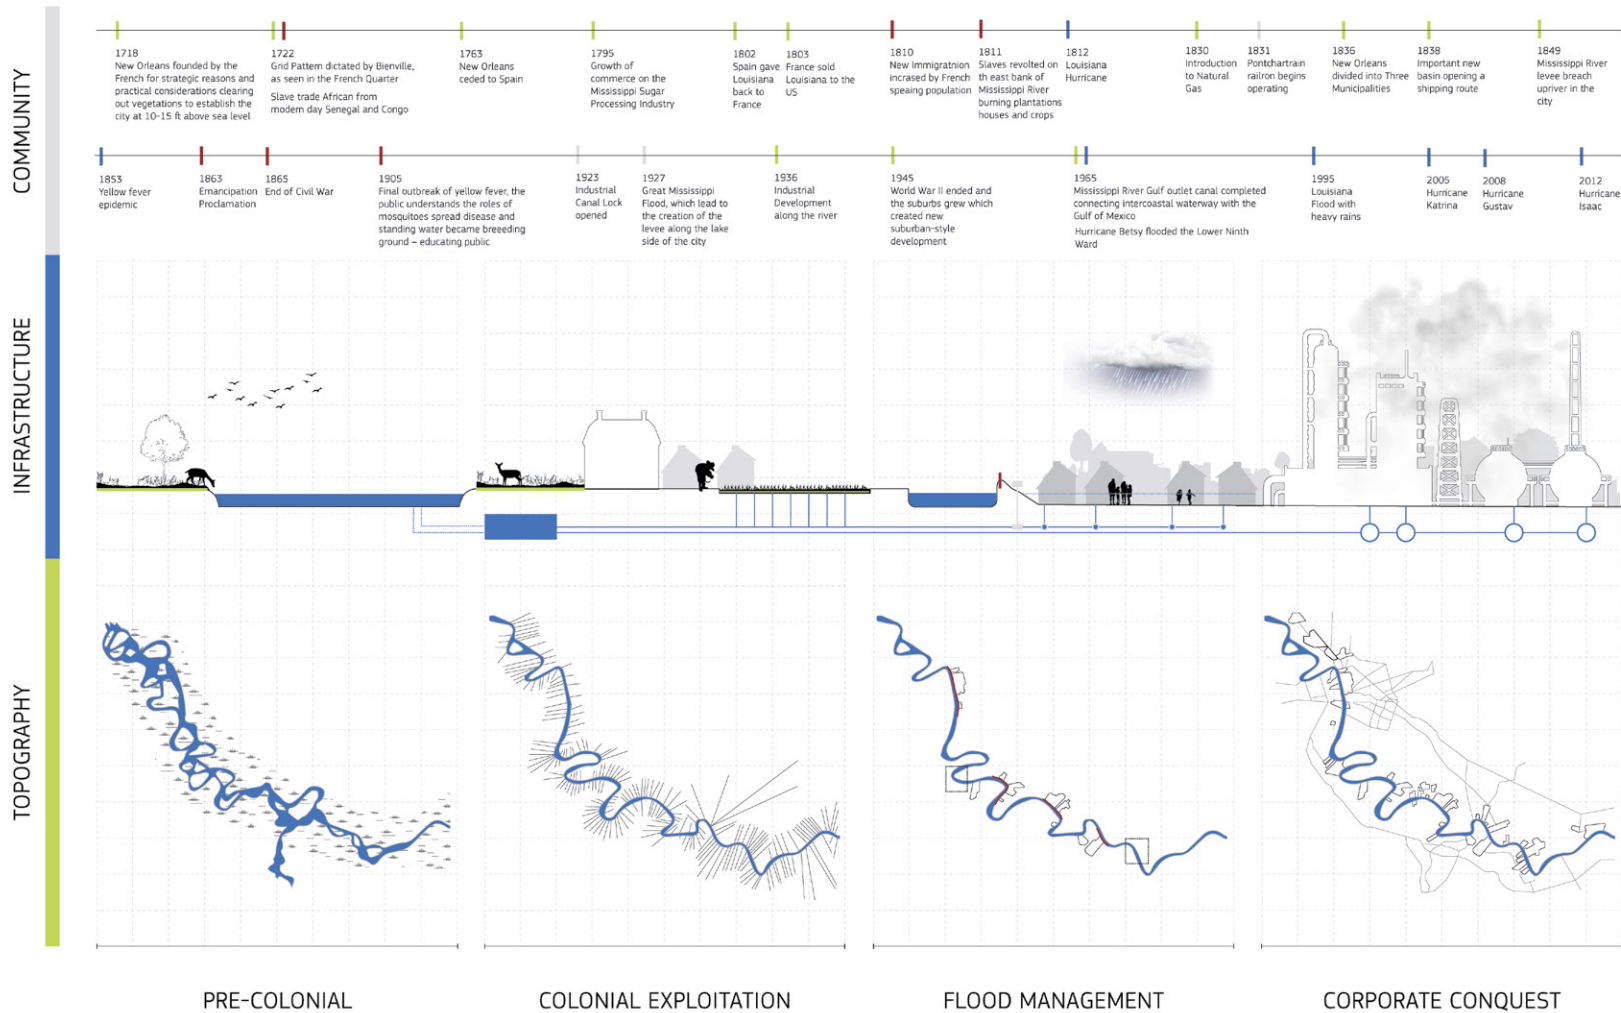 COMMUNITY
1718
New Orleans founded by the
French for strategic reasons and
practical considerations clearing
out vegetations to establish the
city at 10-15 ft above sea level
1722
Grid Pattern dictated by Bienville,
as seen in the French Quarter
Slave trade African from
modern day Senegal and Congo
1763
New Orleans
ceded to Spain
1795
Growth of
commerce on the
Mississippi Sugar
Processing Industry
1802
Spain gave
Louisiana
back to
France
1803
France sold
Louisiana to the
US
1810
New Immigratnion
incrased by French
speaing population
1811
Slaves revolted on
th east bank of
Mississippi River
burning plantations
houses and crops
1812
Louisiana
Hurricane
1830
Introduction
to Natural
Gas
1831
Pontchartrain
railron begins
operating
1836
New Orleans
divided into Three
Municipalities
1838
Important new
basin opening a
shipping route
1849
Mississippi River
levee breach
upriver in the
city
1853
Yellow fever
epidemic
1863
Emancipation
Proclamation
1865
End of Civil War
1905
Final outbreak of yellow fever, the
public understands the roles of
mosquitoes spread disease and
standing water became breeeding
ground – educating public
1923
Industrial
Canal Lock
opened
1927
Great Mississippi
Flood, which lead to
the creation of the
levee along the lake
side of the city
1936
Industrial
Development
along the river
1945
World War II ended and
the suburbs grew which
created new
suburban-style
development
1965
Mississippi River Gulf outlet canal completed
connecting intercoastal waterway with the
Gulf of Mexico
Hurricane Betsy flooded the Lower Ninth
Ward
1995
Louisiana
Flood with
heavy rains
2005
Hurricane
Katrina
2008
Hurricane
Gustav
2012
Hurricane
Isaac
INFRASTRUCTURE
TOPOGRAPHY
PRE-COLONIAL
COLONIAL EXPLOITATION
FLOOD MANAGEMENT
CORPORATE CONQUEST